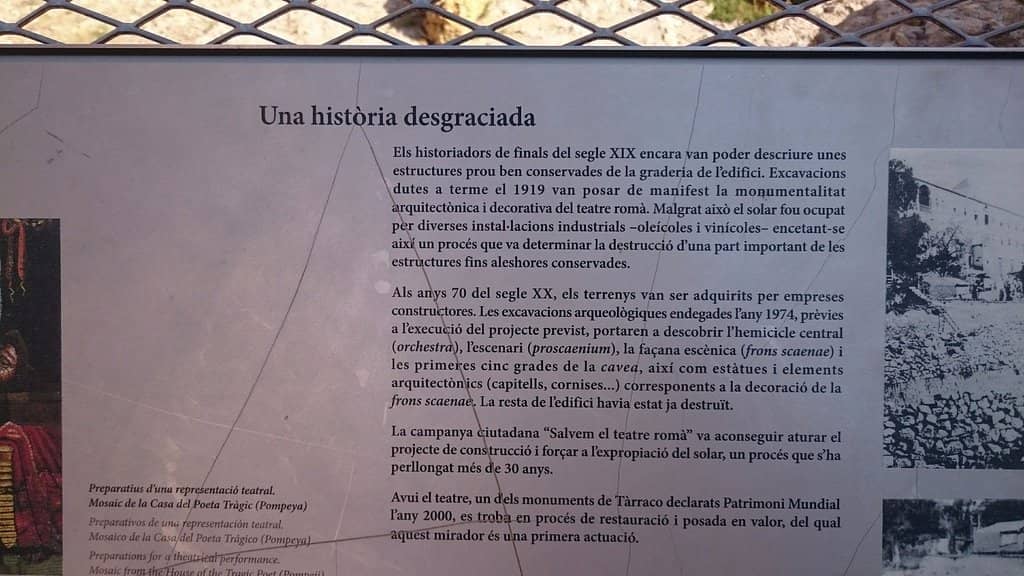 Una història desgraciada
Els historiadors de finals del segle XIX encara van poder descriure unes
estructures prou ben conservades de la graderia de l'edifici. Excavacions
dutes a terme el 1919 van posar de manifest la monumentalitat
arquitectònica i decorativa del teatre romà. Malgrat això el solar fou ocupat
per diverses instal·lacions industrials –oleícoles i vinícoles– encetant-se
així un procés que va determinar la destrucció d'una part important de les
estructures fins aleshores conservades.
Als anys 70 del segle XX, els terrenys van ser adquirits per empreses
constructores. Les excavacions arqueològiques endegades l'any 1974, prèvies
a l'execució del projecte previst, portaren a descobrir l'hemicicle central
(orchestra), l'escenari (proscaenium), la façana escènica (frons scaenae) i
les primeres cinc grades de la cavea, així com estàtues i elements
arquitectònics (capitells, cornises...) corresponents a la decoració de la
frons scaenae. La resta de l'edifici havia estat ja destruït.
La campanya ciutadana "Salvem el teatre romà" va aconseguir aturar el
projecte de construcció i forçar a l'expropiació del solar, un procés que s'ha
perllongat més de 30 anys.
Avui el teatre, un dels monuments de Tàrraco declarats Patrimoni Mundial
l'any 2000, es troba en procés de restauració i posada en valor, del qual
aquest mirador és una primera actuació.
Preparatius d'una representació teatral.
Mosaic de la Casa del Poeta Tràgic (Pompeya)
Preparativos de una representación teatral.
Mosaico de la Casa del Poeta Trágico (Pompeya)
Preparations for a theatrical performance.
Mosaic from the House of the Tragic Poet (Pompeii)